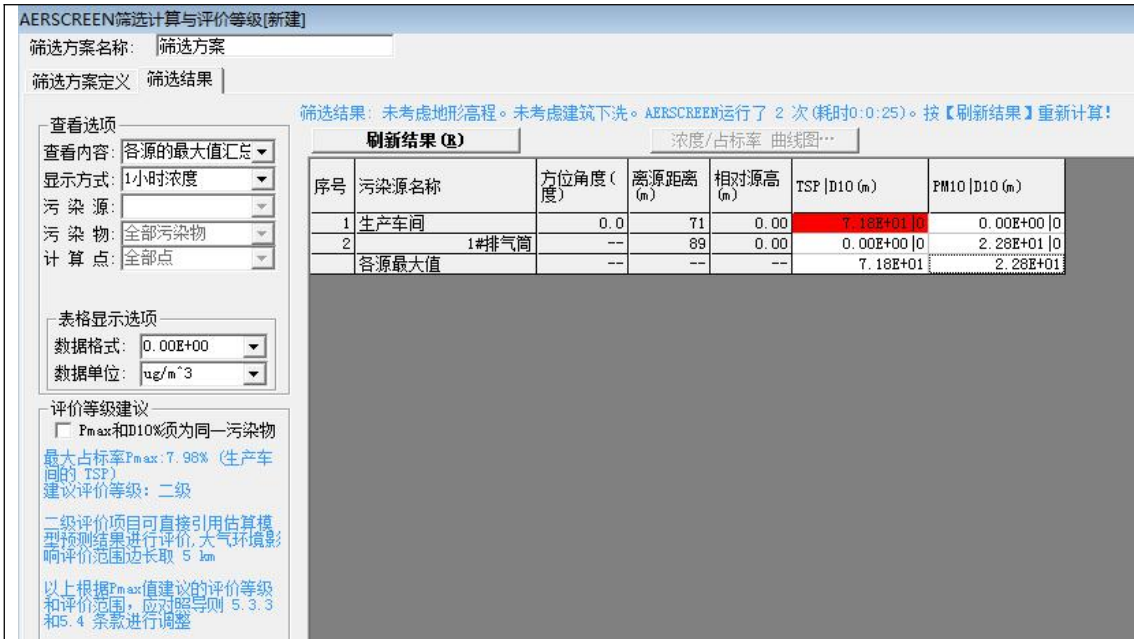 AERSCREEN筛选计算与评价等级[新建]
筛选方案名称: 筛选方案
筛选方案定义 筛选结果
筛选结果: 未考虑地形高程。未考虑建筑下洗。AERSCREEN运行了 2 次(耗时0:0:25)。按【刷新结果】重新计算!
刷新结果(R) 浓度/占标率 曲线图…
查看选项
查看内容: 各源的最大值汇总
显示方式: 1小时浓度
污 染 源:
污 染 物: 全部污染物
计 算 点: 全部点
表格显示选项
数据格式: 0.00E+00
数据单位: ug/m^3
评价等级建议
Pmax和D10%须为同一污染物
最大占标率Pmax:7.98% (生产车
间的 TSP)
建议评价等级: 二级
二级评价项目可直接引用估算模
型预测结果进行评价,大气环境影
响评价范围边长取 5 km
以上根据Pmax值建议的评价等级
和评价范围,应对照导则 5.3.3
和5.4 条款进行调整
序号 污染源名称 方位角度(度) 离源距离(m) 相对源高(m) TSP|D10(m) PM10|D10(m)
1 生产车间 0.0 71 0.00 7.18E+01|0 0.00E+00|0
2 1#排气筒 -- 89 0.00 0.00E+00|0 2.28E+01|0
各源最大值 -- -- -- 7.18E+01 2.28E+01